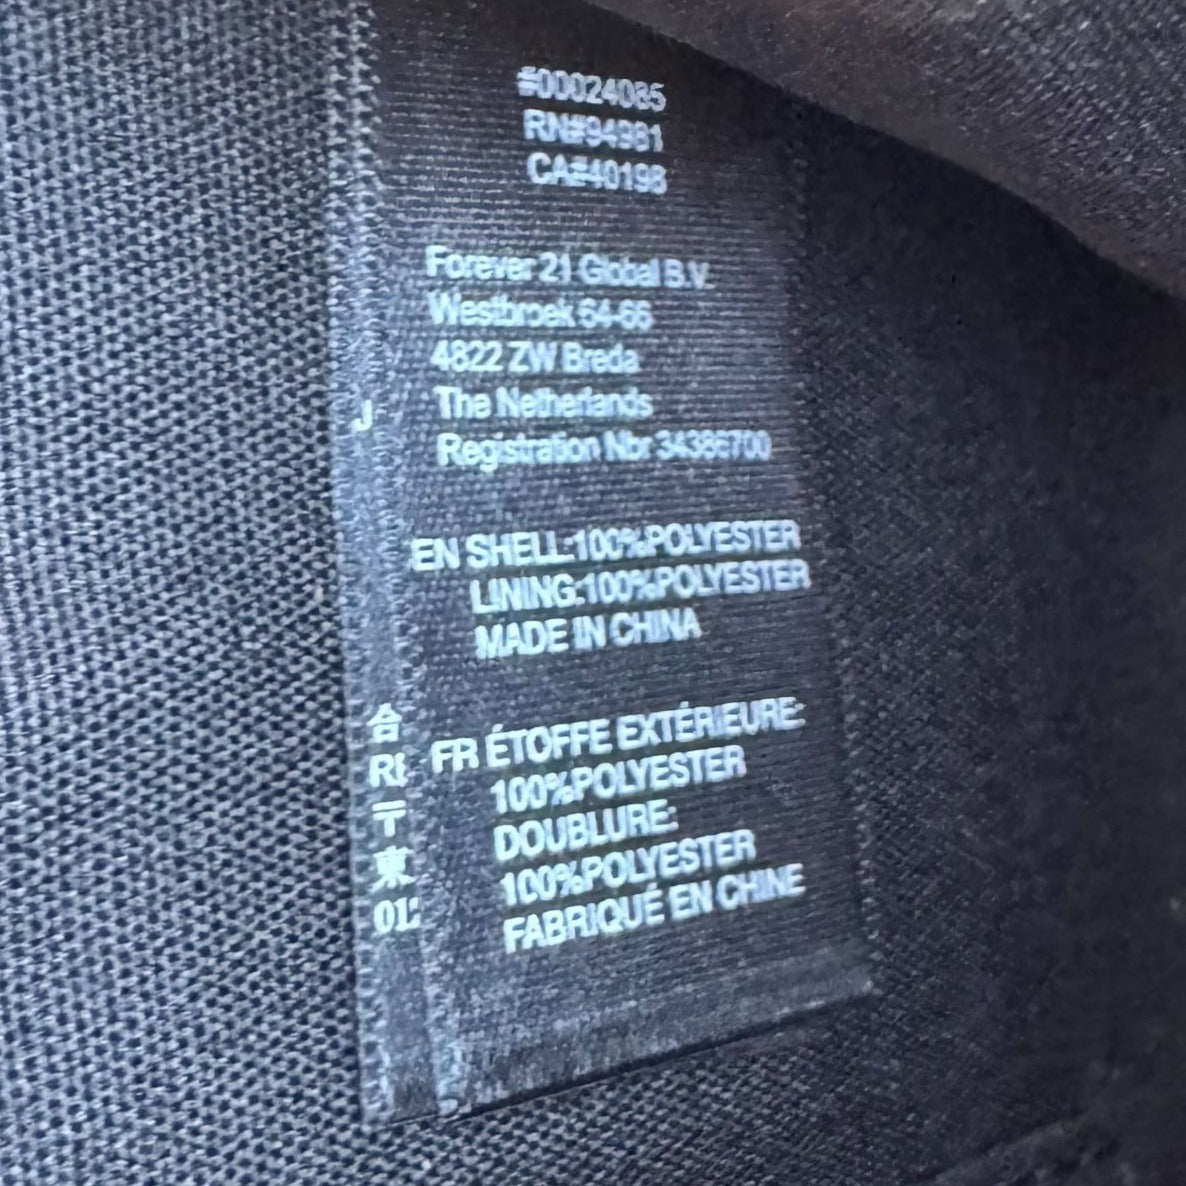 #00024085
RN#94981
CA#40198
Forever 21 Global B.V.
Westbroek 64-66
4822 ZW Breda
The Netherlands
Registration Nbr 34386700
EN SHELL:100%POLYESTER
LINING:100%POLYESTER
MADE IN CHINA
FR ÉTOFFE EXTÉRIEURE:
100%POLYESTER
DOUBLURE:
100%POLYESTER
FABRIQUÉ EN CHINE
J
合
〒
東